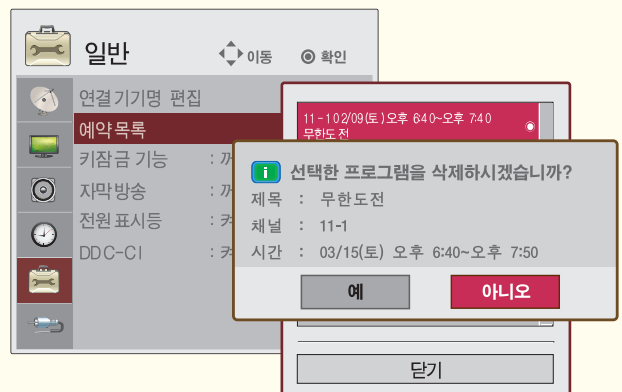 일반 이동 확인
연결기기명 편집
예약목록
키잠금 기능 :
자막방송 :
전원표시등 : 켜
DDC-CI : 켜
11-1 02/09(토)오후 6:40~오후 7:40
무한도전
선택한 프로그램을 삭제하시겠습니까?
제목 : 무한도전
채널 : 11-1
시간 : 03/15(토) 오후 6:40~오후 7:50
예 아니오
닫기